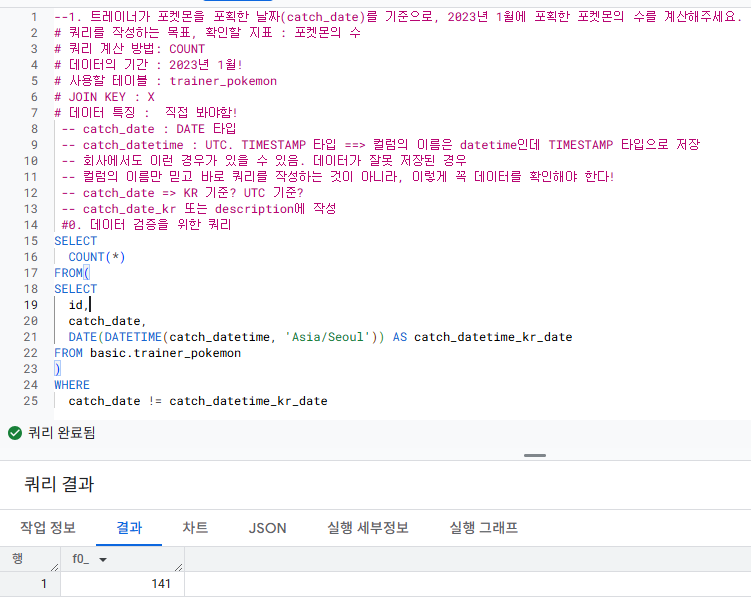 1 --1. 트레이너가 포켓몬을 포획한 날짜(catch_date)를 기준으로, 2023년 1월에 포획한 포켓몬의 수를 계산해주세요.
2 # 쿼리를 작성하는 목표, 확인할 지표 : 포켓몬의 수
3 # 쿼리 계산 방법: COUNT
4 # 데이터의 기간 : 2023년 1월!
5 # 사용할 테이블 : trainer_pokemon
6 # JOIN KEY : X
7 # 데이터 특징 :  직접 봐야함!
8 -- catch_date : DATE 타입
9 -- catch_datetime : UTC. TIMESTAMP 타입 ==> 컬럼의 이름은 datetime인데 TIMESTAMP 타입으로 저장
10 -- 회사에서도 이런 경우가 있을 수 있음. 데이터가 잘못 저장된 경우
11 -- 컬럼의 이름만 믿고 바로 쿼리를 작성하는 것이 아니라, 이렇게 꼭 데이터를 확인해야 한다!
12 -- catch_date => KR 기준? UTC 기준?
13 -- catch_date_kr 또는 description에 작성
14 #0. 데이터 검증을 위한 쿼리
15 SELECT
16 COUNT(*)
17 FROM(
18 SELECT
19 id,
20 catch_date,
21 DATE(DATETIME(catch_datetime, 'Asia/Seoul')) AS catch_datetime_kr_date
22 FROM basic.trainer_pokemon
23 )
24 WHERE
25 catch_date != catch_datetime_kr_date
쿼리 완료됨
쿼리 결과
작업 정보 결과 차트 JSON 실행 세부정보 실행 그래프
행 f0_
1 141